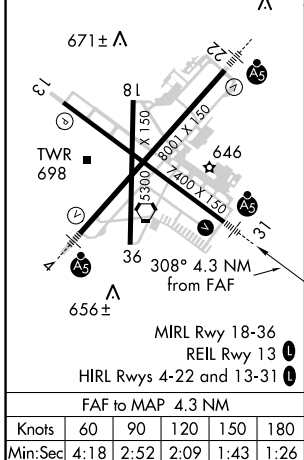 671±
22
A5
V
13
P
18
8001 X 150
TWR
698
5300 X 150
646
7400 X 150
V
V
A5
31
4
A5
36
308° 4.3 NM
from FAF
656±
MIRL Rwy 18-36
REIL Rwy 13 L
HIRL Rwys 4-22 and 13-31 L
FAF to MAP 4.3 NM
Knots 60 90 120 150 180
Min:Sec 4:18 2:52 2:09 1:43 1:26